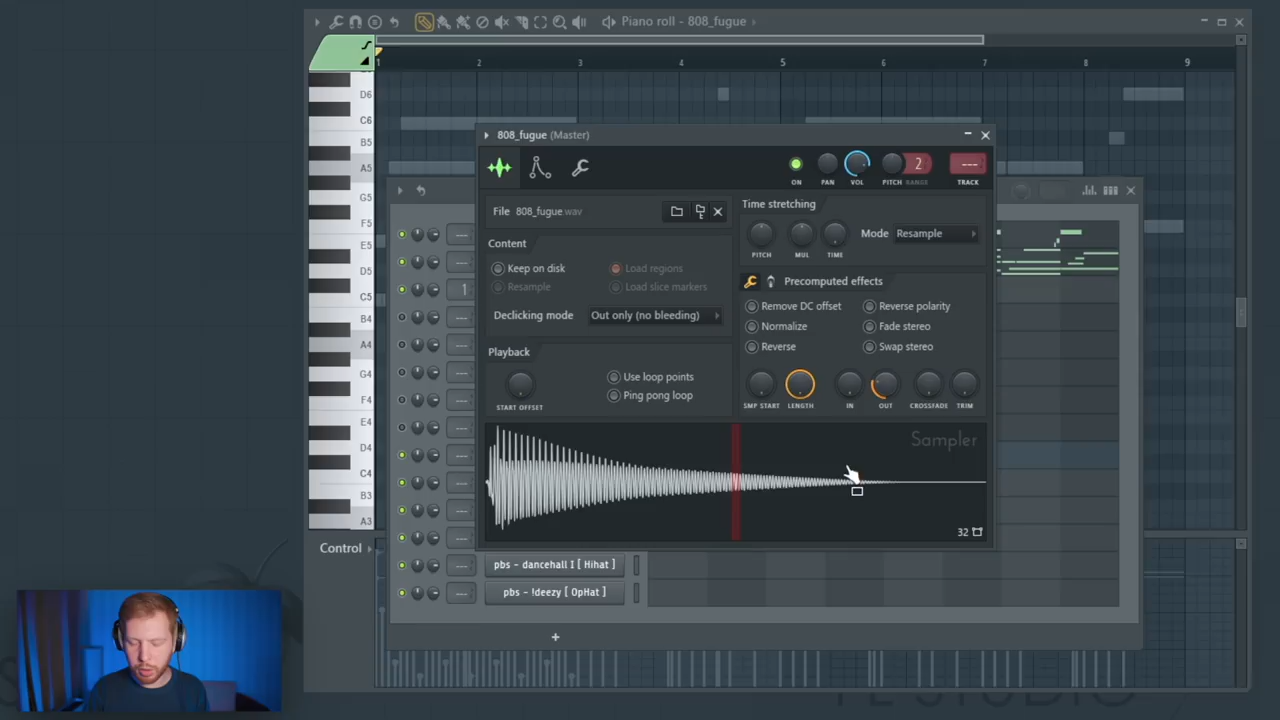 Piano roll - 808_fugue
1 2 3 4 5 6 7 8 9
D6
C6
B5
A5
G5
F5
E5
D5
C5
B4
A4
G4
F4
E4
D4
C4
B3
A3
808_fugue (Master)
2
---
ON PAN VOL PITCH RANGE TRACK
File 808_fugue.wav
Content
Keep on disk
Load regions
Resample
Load slice markers
Declicking mode Out only (no bleeding)
Playback
START OFFSET
Use loop points
Ping pong loop
Time stretching
PITCH MUL TIME
Mode Resample
Precomputed effects
Remove DC offset
Reverse polarity
Normalize
Fade stereo
Reverse
Swap stereo
SMP START LENGTH IN OUT CROSSFADE TRIM
Sampler
32
---
---
1
pbs - dancehall I [ Hihat ]
pbs - !deezy [ OpHat ]
+
Control
FL STUDIO